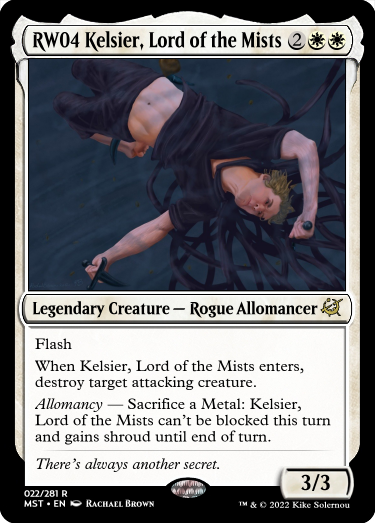 RW04 Kelsier, Lord of the Mists 2
Legendary Creature — Rogue Allomancer
Flash
When Kelsier, Lord of the Mists enters,
destroy target attacking creature.
Allomancy — Sacrifice a Metal: Kelsier,
Lord of the Mists can't be blocked this turn
and gains shroud until end of turn.
There's always another secret.
3/3
022/281 R
MST • EN Rachael Brown
™ & © 2022 Kike Solernou